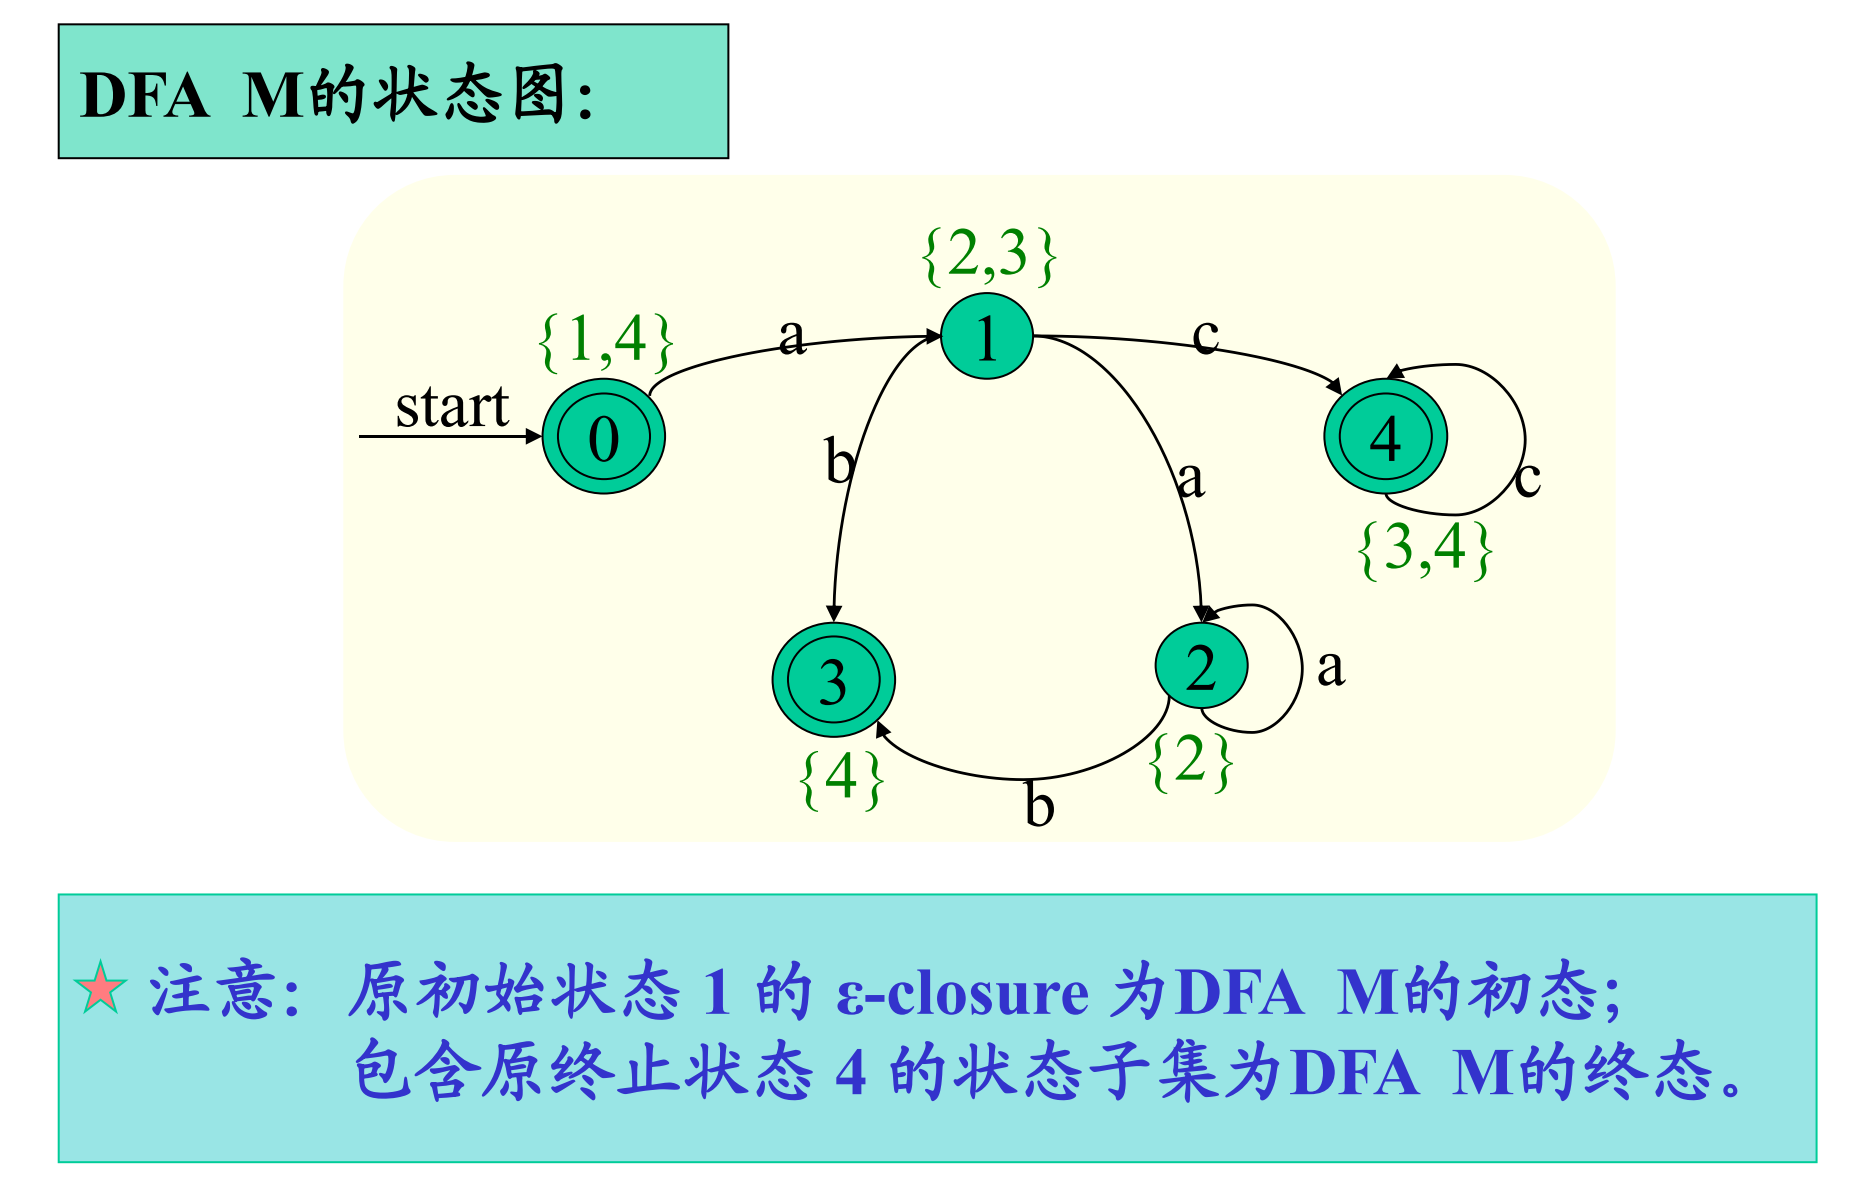 DFA M的状态图：
{2,3}
{1,4}
a
1
c
start
0
4
b
a
c
{3,4}
3
2
a
{4}
{2}
b
注意： 原初始状态 1 的 ε-closure 为DFA M的初态；
包含原终止状态 4 的状态子集为DFA M的终态。